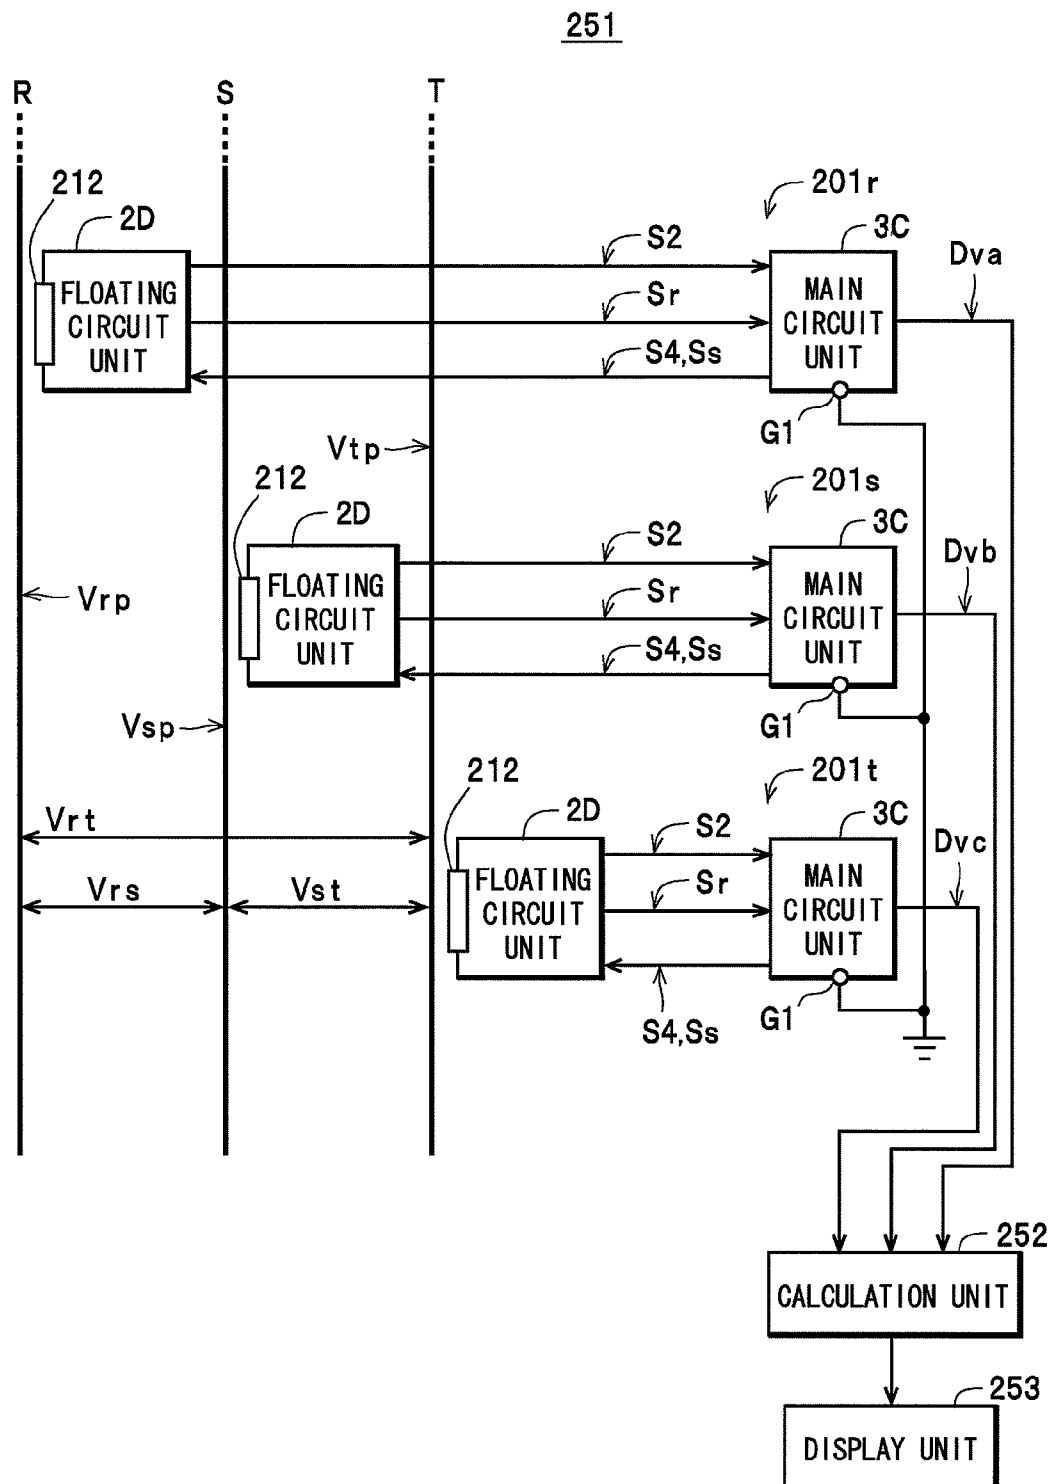 251
R
S
T
212
2D
FLOATING
CIRCUIT
UNIT
S2
Sr
S4,Ss
201r
3C
MAIN
CIRCUIT
UNIT
Dva
G1
Vtp
212
2D
FLOATING
CIRCUIT
UNIT
S2
Sr
S4,Ss
201s
3C
MAIN
CIRCUIT
UNIT
Dvb
G1
Vrp
Vsp
212
2D
FLOATING
CIRCUIT
UNIT
S2
Sr
S4,Ss
201t
3C
MAIN
CIRCUIT
UNIT
Dvc
G1
Vrt
Vrs
Vst
252
CALCULATION UNIT
253
DISPLAY UNIT